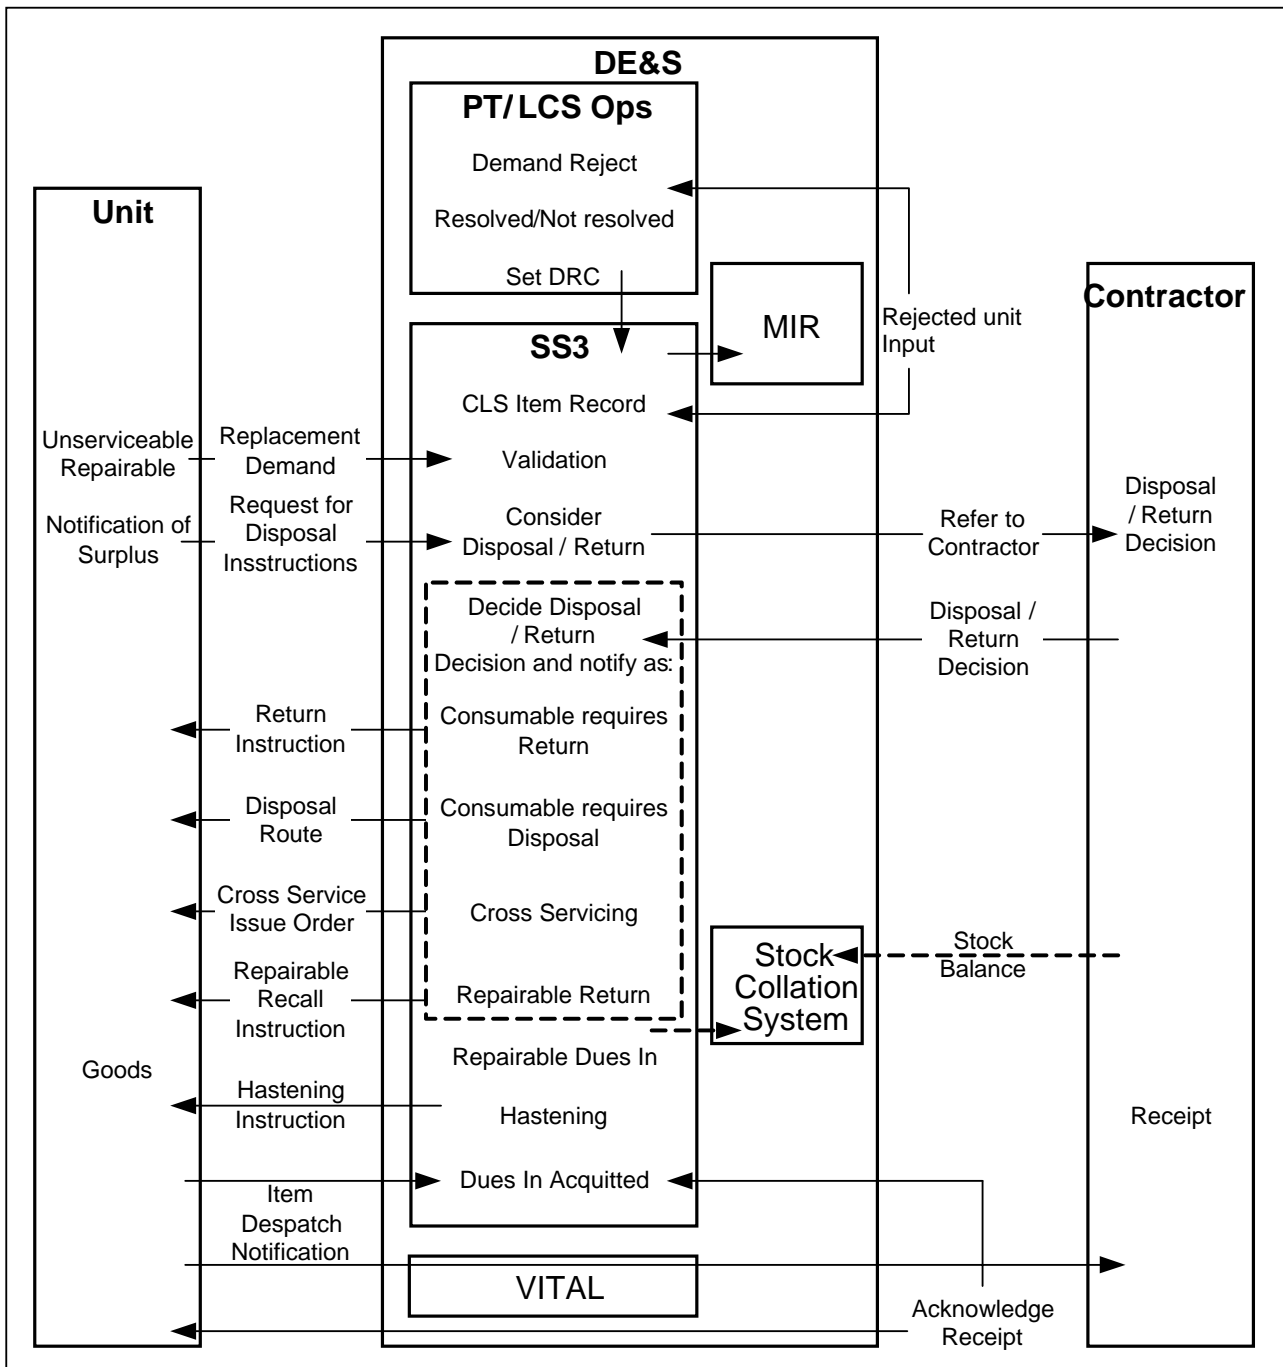 DE&S
PT/LCS Ops
Demand Reject
Resolved/Not resolved
Set DRC
Unit
MIR
Rejected unit
Input
Contractor
SS3
CLS Item Record
Unserviceable
Repairable
Replacement
Demand
Validation
Notification of
Surplus
Request for
Disposal
Insstructions
Consider
Disposal / Return
Refer to
Contractor
Disposal
/ Return
Decision
Decide Disposal
/ Return
Decision and notify as:
Disposal /
Return
Decision
Return
Instruction
Consumable requires
Return
Disposal
Route
Consumable requires
Disposal
Cross Service
Issue Order
Cross Servicing
Stock
Collation
System
Stock
Balance
Repairable
Recall
Instruction
Repairable Return
Goods
Repairable Dues In
Hastening
Instruction
Hastening
Receipt
Dues In Acquitted
Item
Despatch
Notification
VITAL
Acknowledge
Receipt